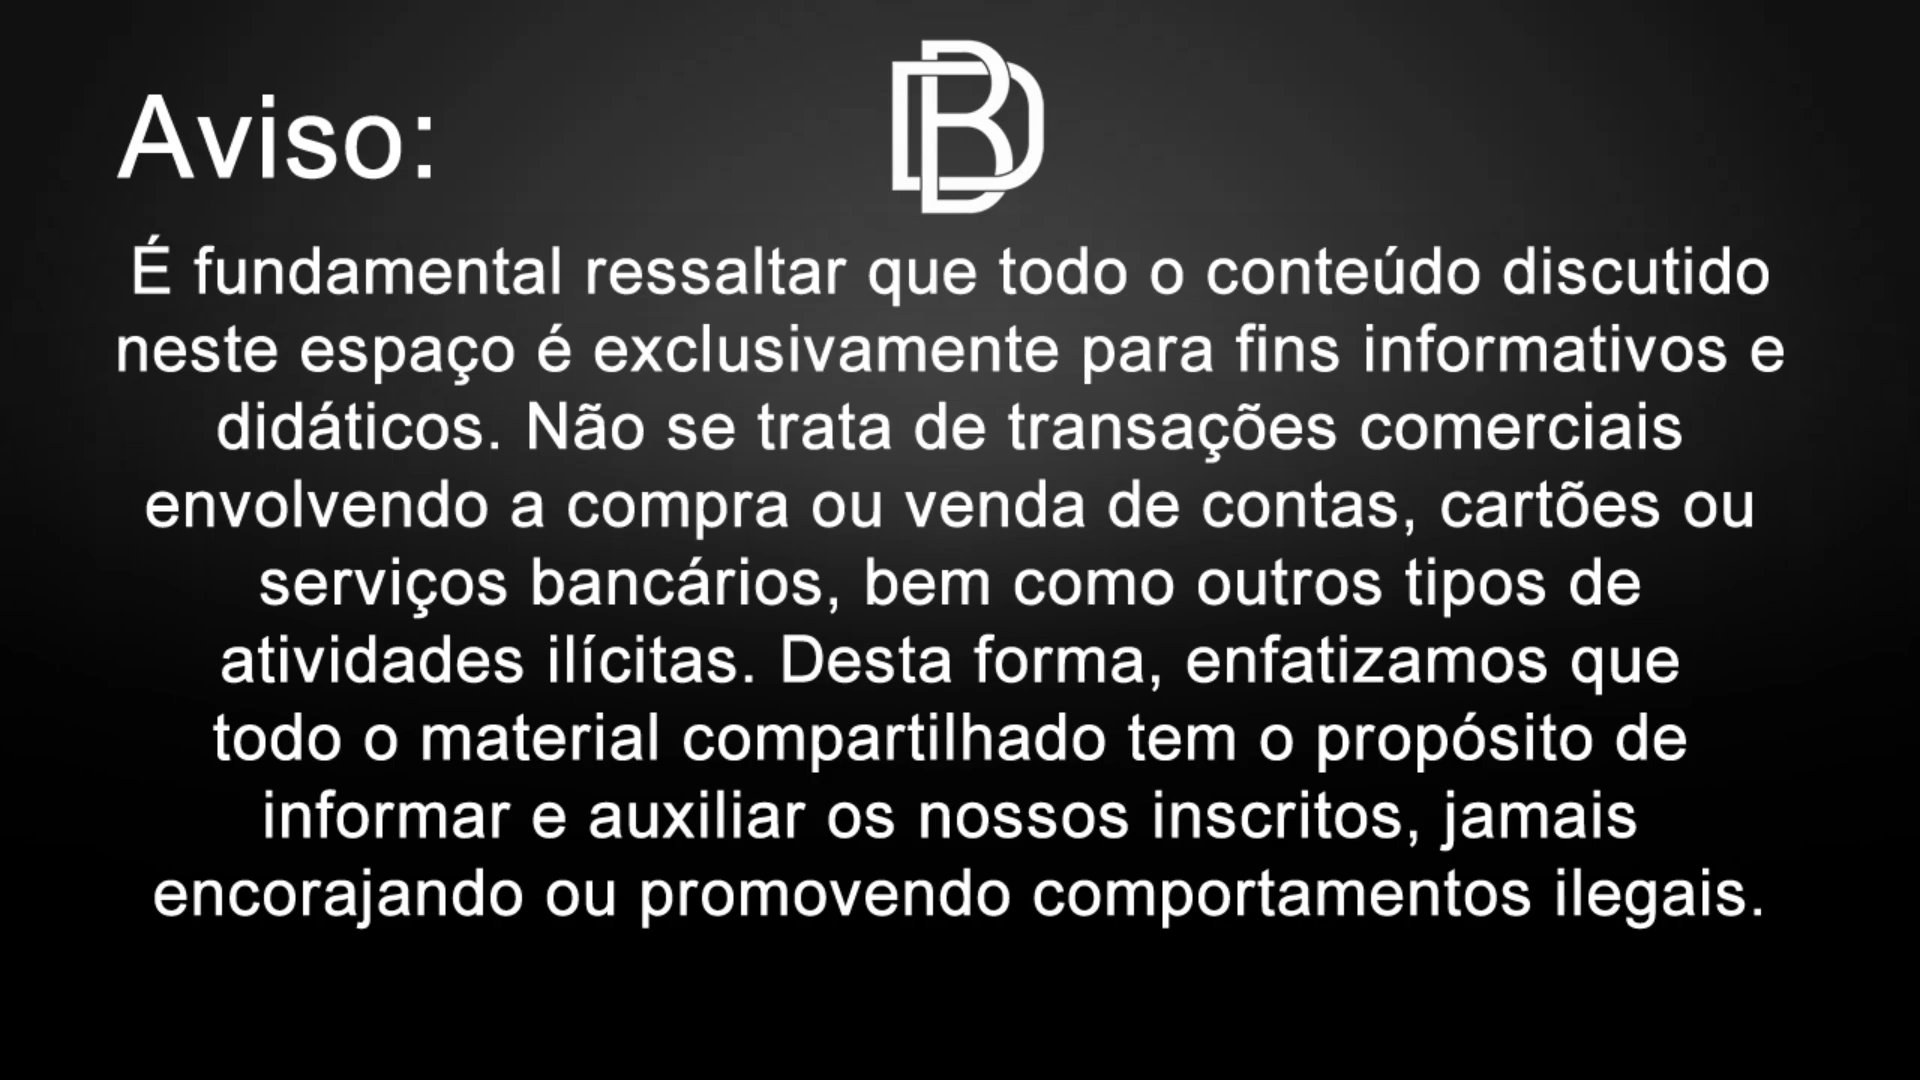 Aviso:
É fundamental ressaltar que todo o conteúdo discutido
neste espaço é exclusivamente para fins informativos e
didáticos. Não se trata de transações comerciais
envolvendo a compra ou venda de contas, cartões ou
serviços bancários, bem como outros tipos de
atividades ilícitas. Desta forma, enfatizamos que
todo o material compartilhado tem o propósito de
informar e auxiliar os nossos inscritos, jamais
encorajando ou promovendo comportamentos ilegais.